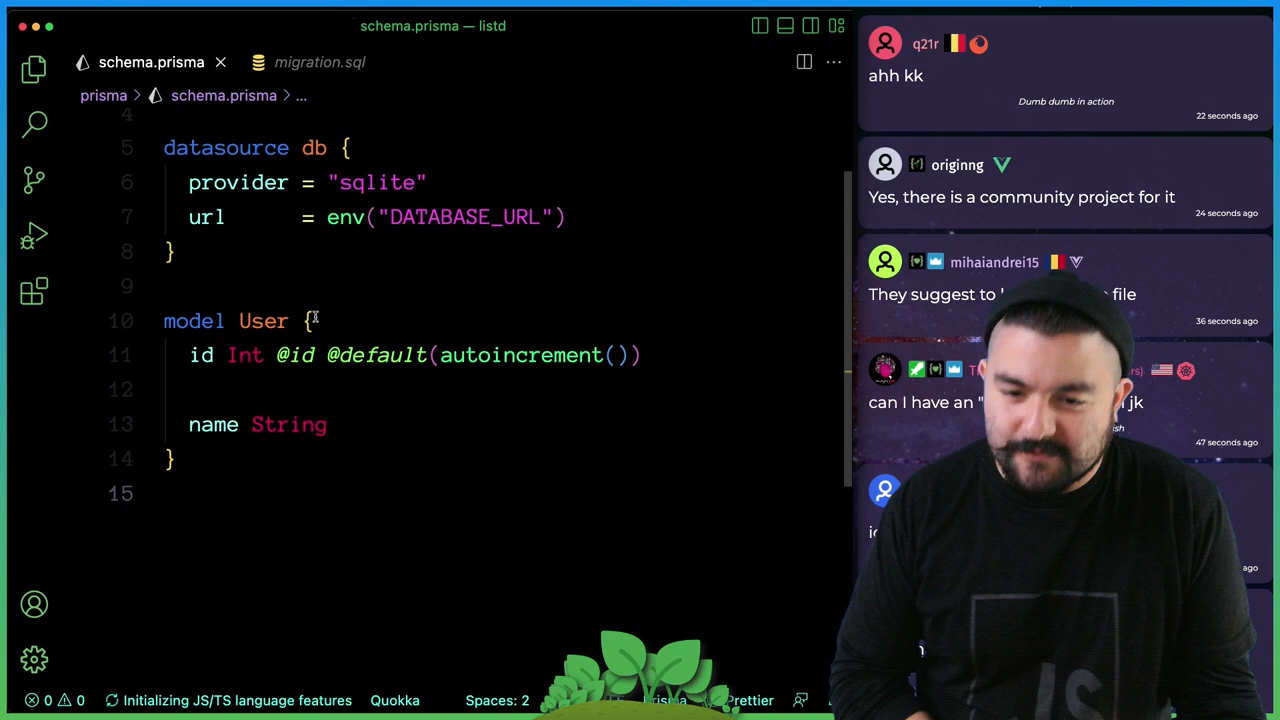 schema.prisma — listd
schema.prisma
migration.sql
prisma > schema.prisma > ...
4
5 datasource db {
6 provider = "sqlite"
7 url = env("DATABASE_URL")
8 }
9
10 model User {
11 id Int @id @default(autoincrement())
12
13 name String
14 }
15
0 0 Initializing JS/TS language features Quokka Spaces: 2 Prisma Prettier
q21r
ahh kk
Dumb dumb in action
22 seconds ago
originng
Yes, there is a community project for it
24 seconds ago
mihaiandrei15
They suggest to file
36 seconds ago
can I have an " jk
47 seconds ago
ago
JS